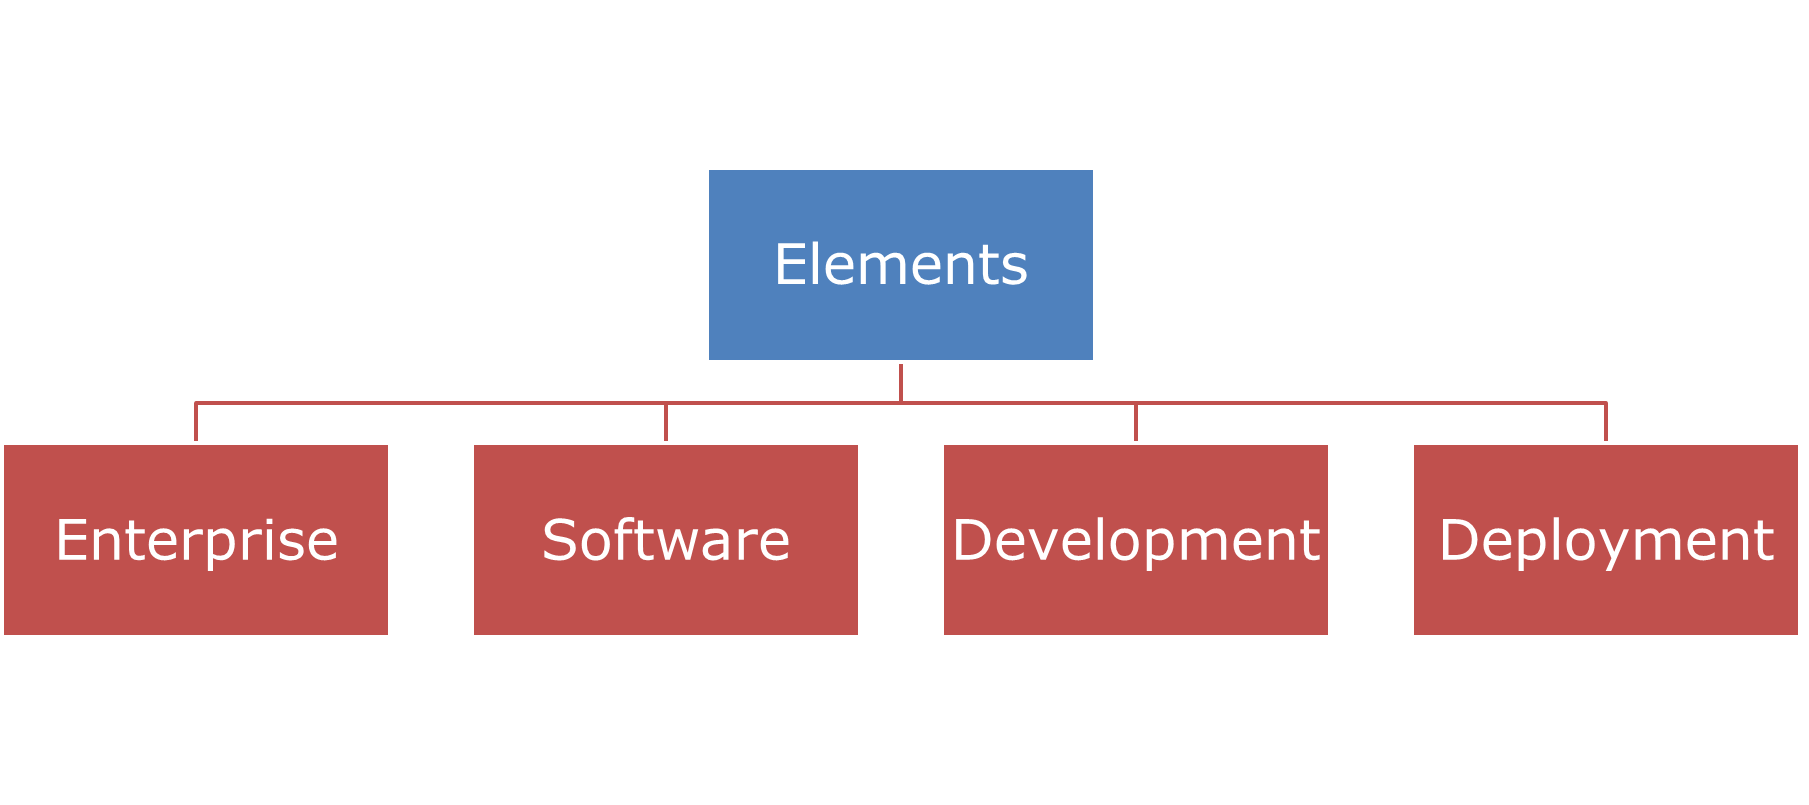 Elements
Enterprise
Software
Development
Deployment